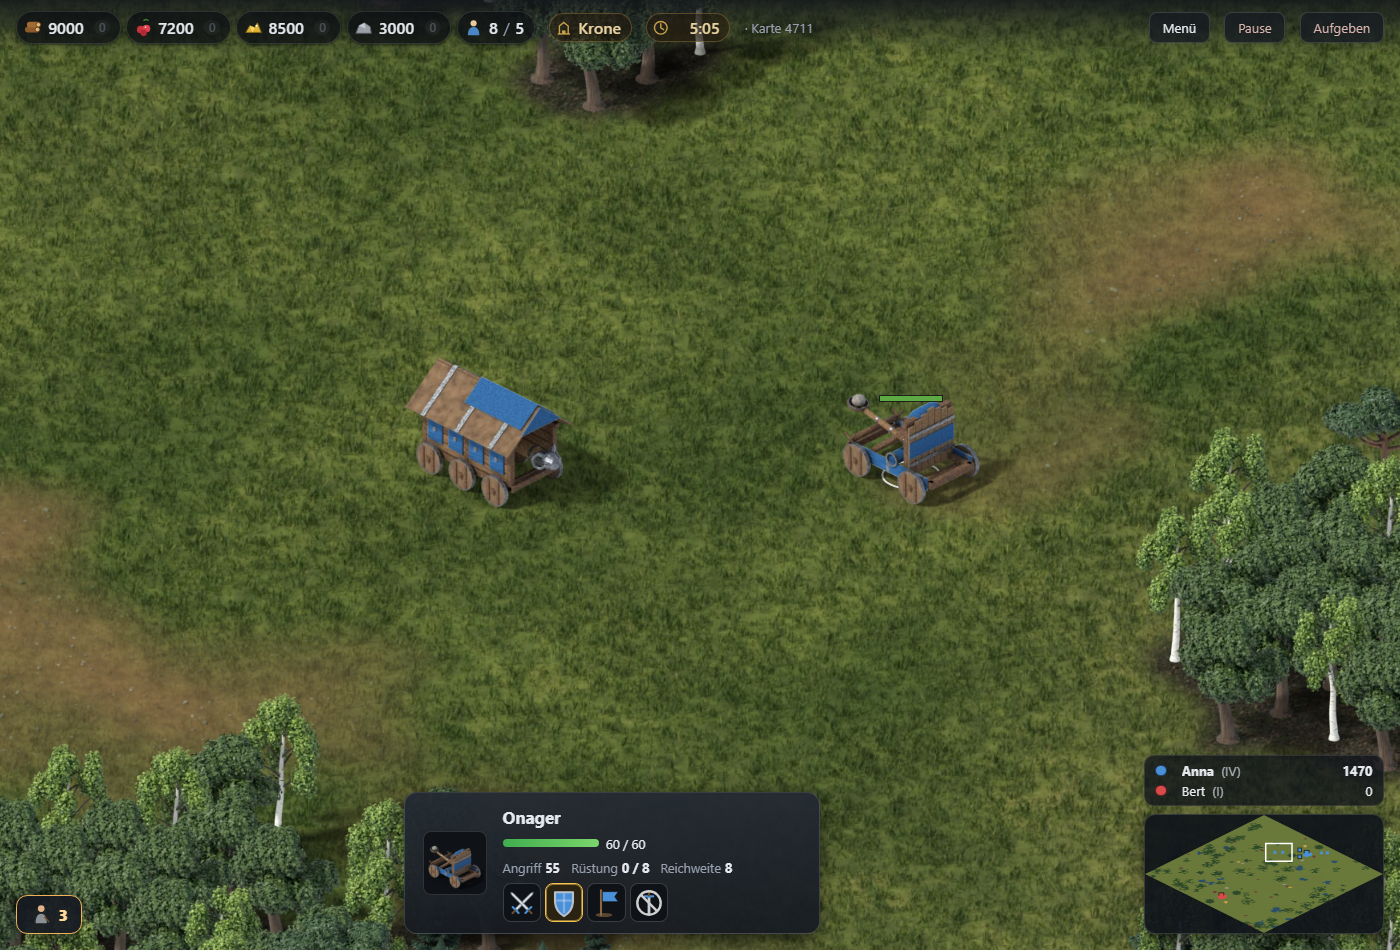 9000 0 7200 0 8500 0 3000 0 8 / 5 Krone 5:05 · Karte 4711 Menü Pause Aufgeben
Onager
60 / 60
Angriff 55 Rüstung 0 / 8 Reichweite 8
3
Anna (IV) 1470
Bert (I) 0